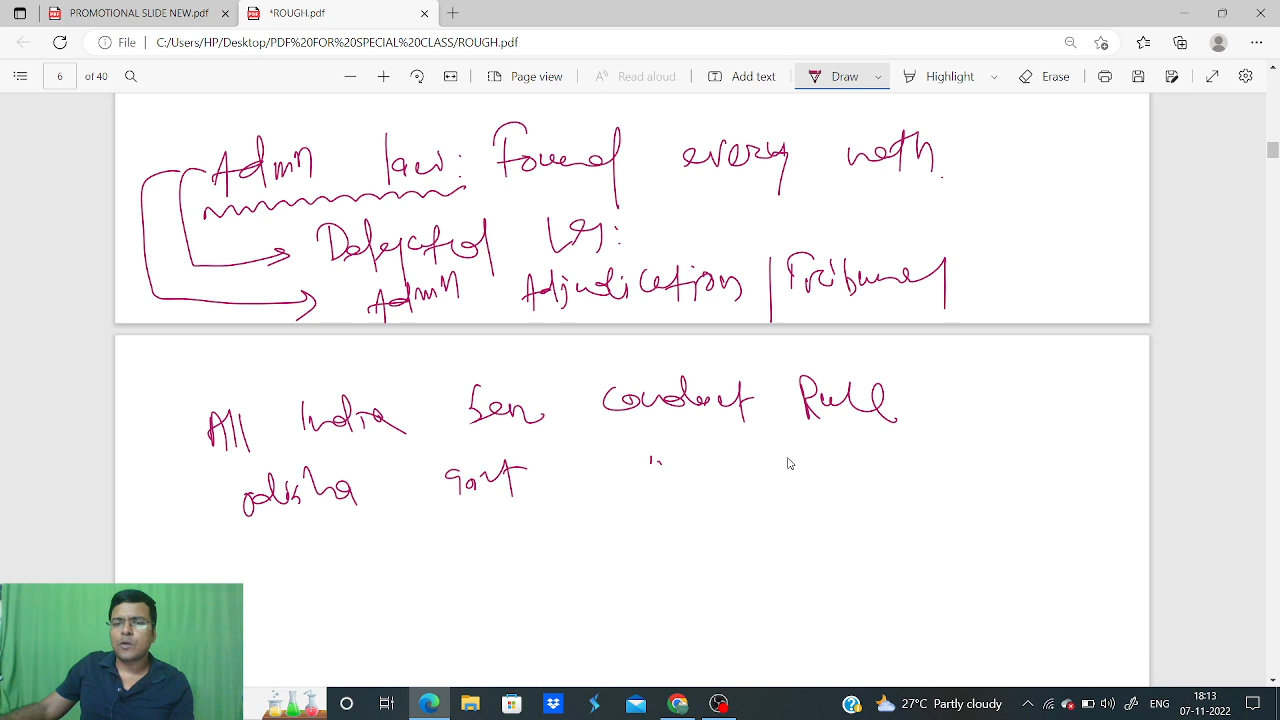 PROMOTIONAL SLIDE NEW.pdf *ROUGH.pdf
File C:/Users/HP/Desktop/PDF%20FOR%20SPECIAL%20CLASS/ROUGH.pdf
6 of 40 Page view Read aloud Add text Draw Highlight Erase
Admn law: Found every
Delegated
Admn Adjudication / Tribunal
All India Ser Conduct Rule
Odisha Govt "
27°C Partly cloudy ENG 18:13
07-11-2022